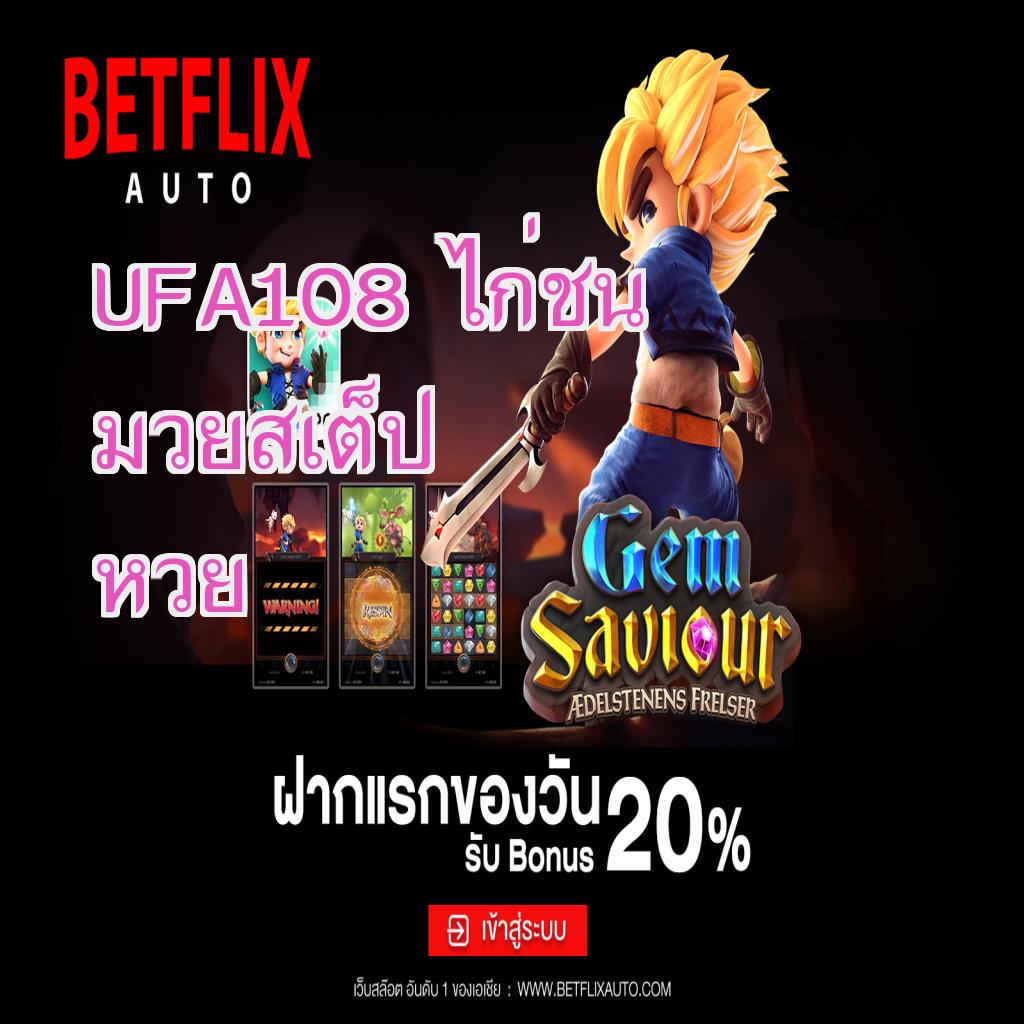 BETFLIX
AUTO
UFA108 ไก่ชน
มวยสเต็ป
หวย
WARNING!
Gem
Saviour
ÆDELSTENENS FRELSER
ฝากแรกของวัน 20%
รับ Bonus
เข้าสู่ระบบ
เว็บสล๊อต อันดับ 1 ของเอเชีย : WWW.BETFLIXAUTO.COM